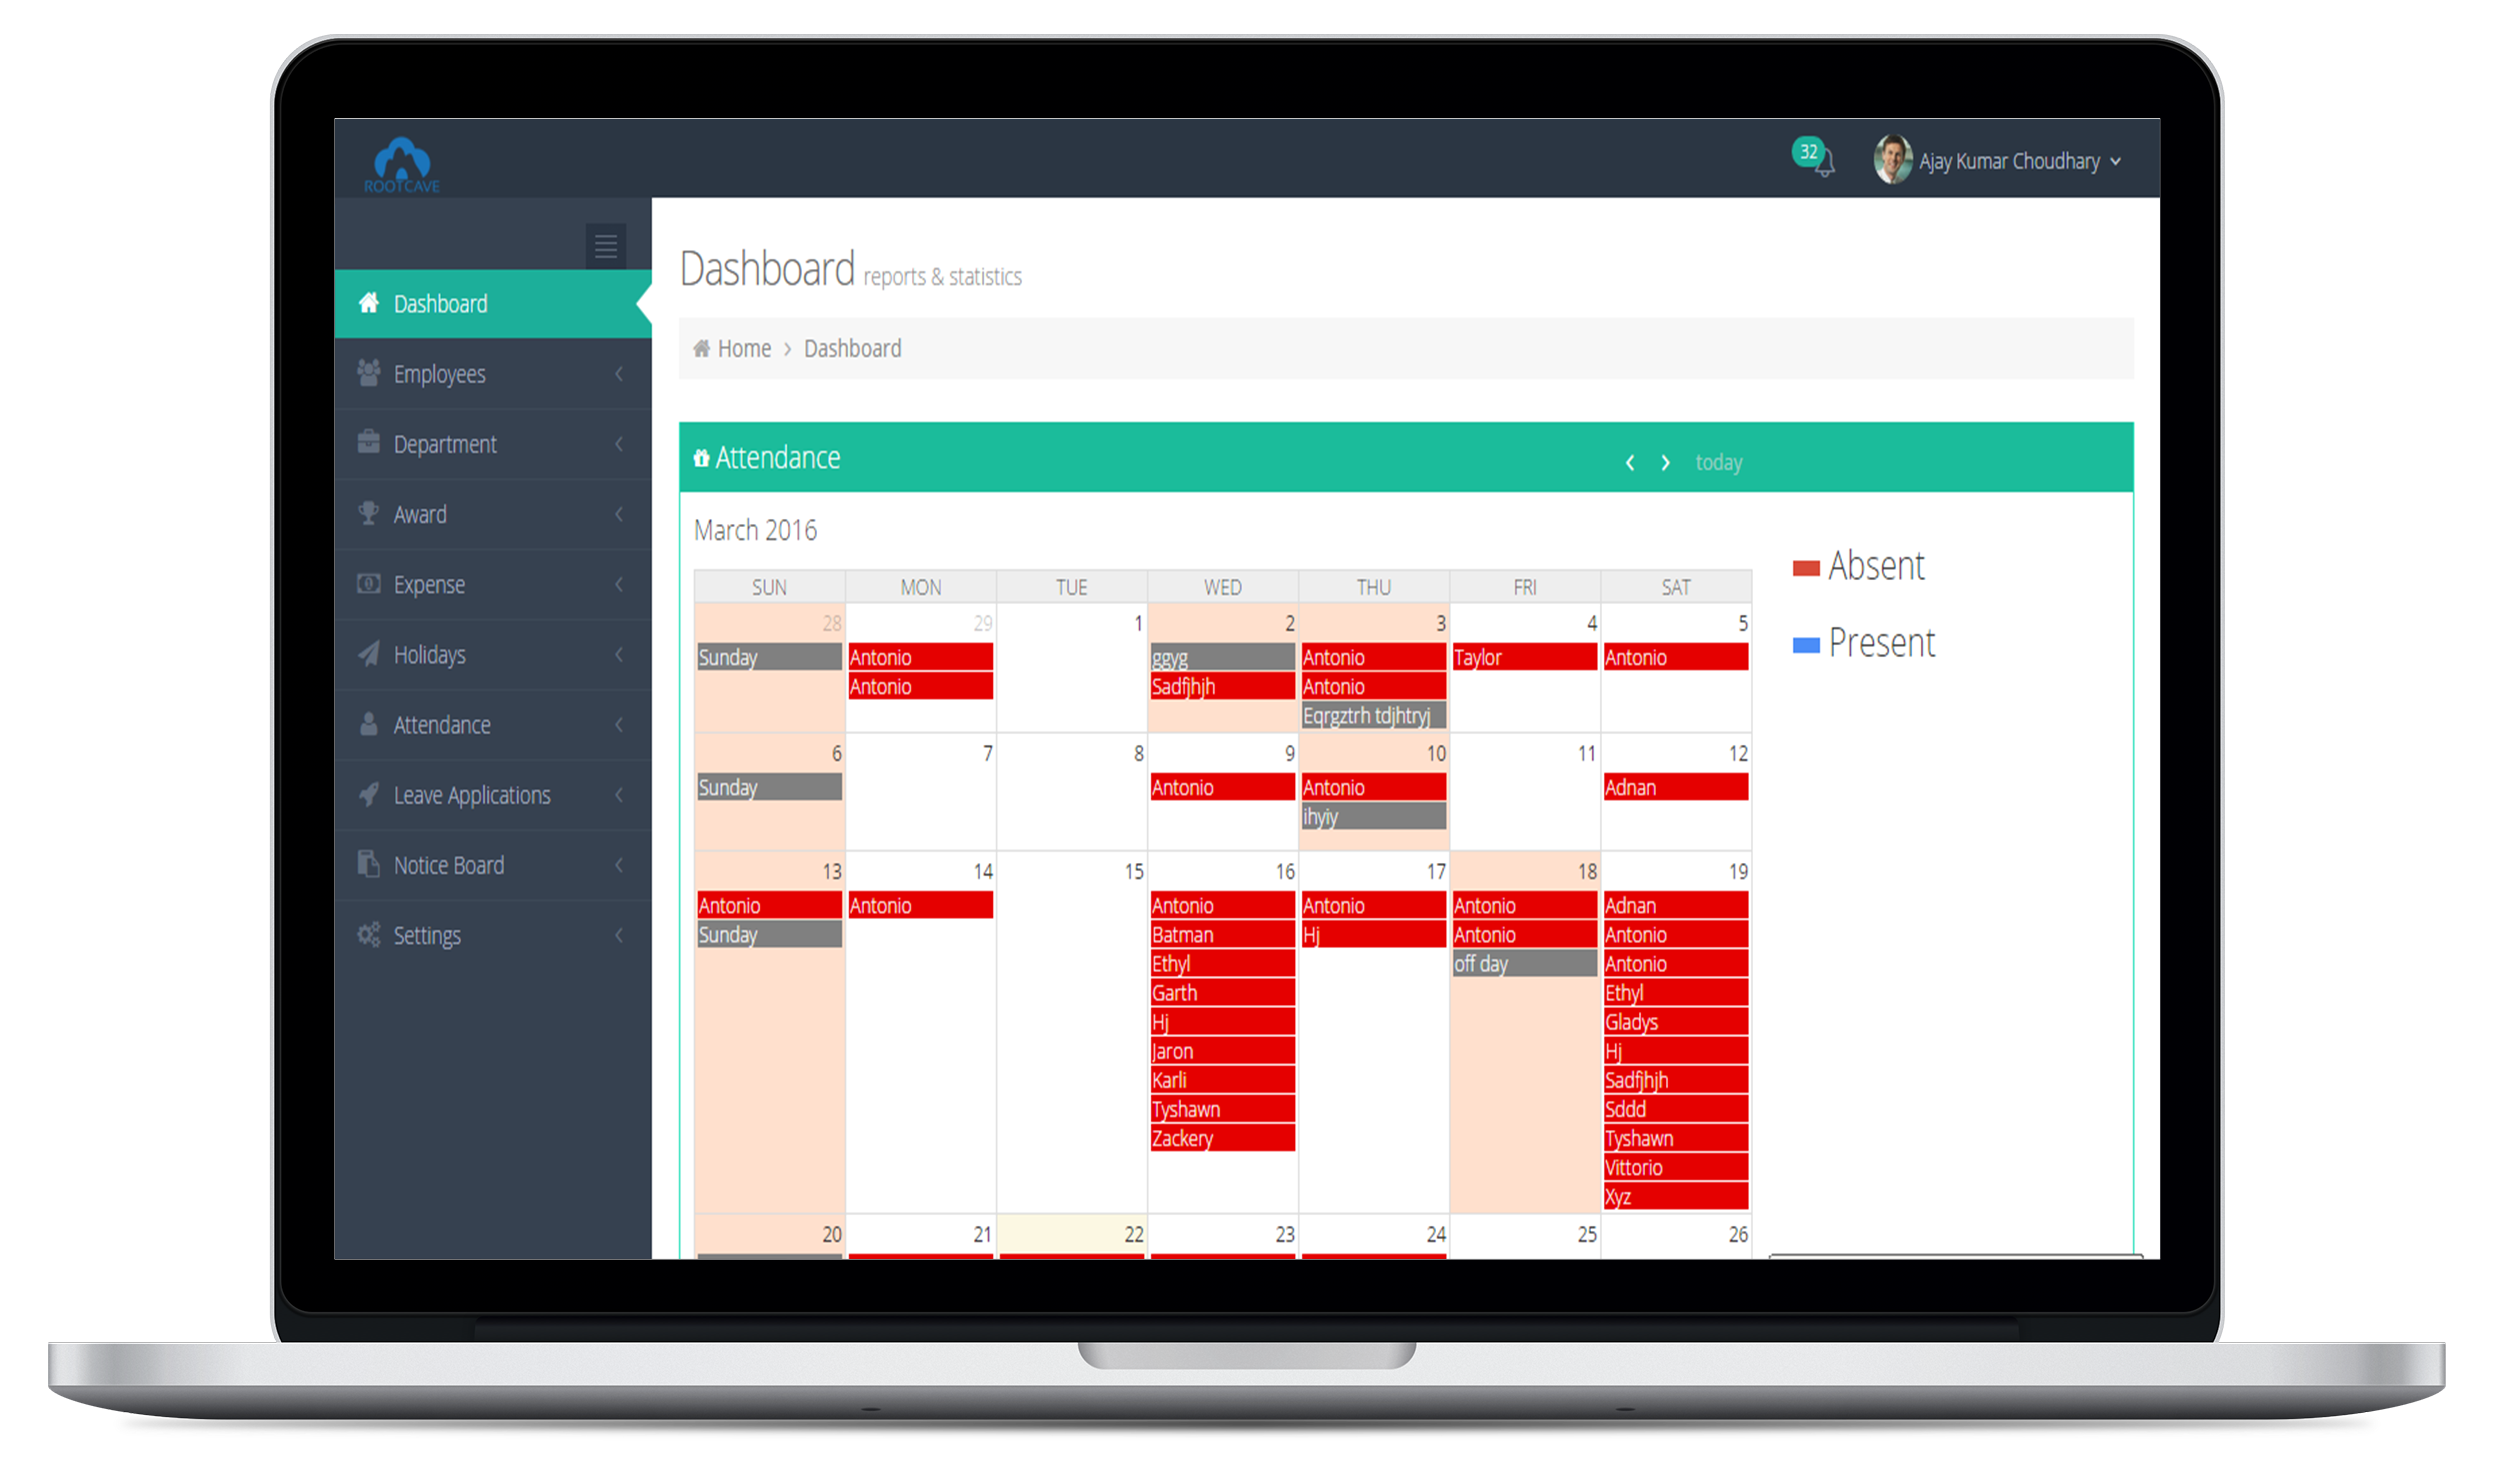 ROOTCAVE
32
Ajay Kumar Choudhary
Dashboard
Employees
Department
Award
Expense
Holidays
Attendance
Leave Applications
Notice Board
Settings
Dashboard reports & statistics
Home > Dashboard
Attendance
today
March 2016
Absent
Present
SUN MON TUE WED THU FRI SAT
28 29 1 2 3 4 5
Sunday Antonio ggyg Antonio Taylor Antonio
Antonio Sadfjhjh Antonio
Eqrgztrh tdjhtryj
6 7 8 9 10 11 12
Sunday Antonio Antonio Adnan
ihyiy
13 14 15 16 17 18 19
Antonio Antonio Antonio Antonio Antonio Adnan
Sunday Batman Hj Antonio Antonio
Ethyl off day Antonio
Garth Ethyl
Hj Gladys
Jaron Hj
Karli Sadfjhjh
Tyshawn Sddd
Zackery Tyshawn
Vittorio
Xyz
20 21 22 23 24 25 26